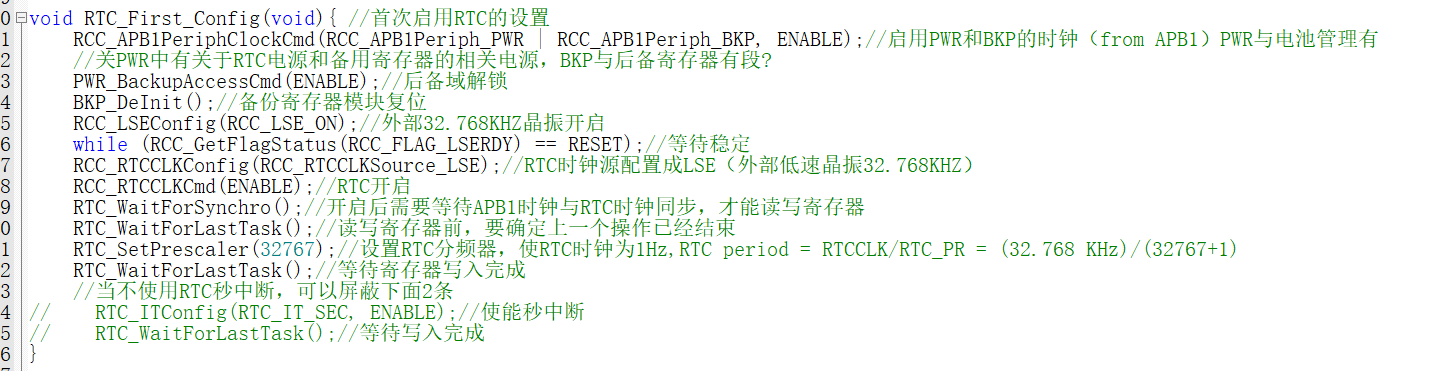 0 void RTC_First_Config(void){ //首次启用RTC的设置
1 RCC_APB1PeriphClockCmd(RCC_APB1Periph_PWR | RCC_APB1Periph_BKP, ENABLE);//启用PWR和BKP的时钟（from APB1）PWR与电池管理有
2 //关PWR中有关于RTC电源和备用寄存器的相关电源，BKP与后备寄存器有段?
3 PWR_BackupAccessCmd(ENABLE);//后备域解锁
4 BKP_DeInit();//备份寄存器模块复位
5 RCC_LSEConfig(RCC_LSE_ON);//外部32.768KHZ晶振开启
6 while (RCC_GetFlagStatus(RCC_FLAG_LSERDY) == RESET);//等待稳定
7 RCC_RTCCLKConfig(RCC_RTCCLKSource_LSE);//RTC时钟源配置成LSE（外部低速晶振32.768KHZ）
8 RCC_RTCCLKCmd(ENABLE);//RTC开启
9 RTC_WaitForSynchro();//开启后需要等待APB1时钟与RTC时钟同步，才能读写寄存器
0 RTC_WaitForLastTask();//读写寄存器前，要确定上一个操作已经结束
1 RTC_SetPrescaler(32767);//设置RTC分频器，使RTC时钟为1Hz,RTC period = RTCCLK/RTC_PR = (32.768 KHz)/(32767+1)
2 RTC_WaitForLastTask();//等待寄存器写入完成
3 //当不使用RTC秒中断，可以屏蔽下面2条
4 // RTC_ITConfig(RTC_IT_SEC, ENABLE);//使能秒中断
5 // RTC_WaitForLastTask();//等待写入完成
6 }